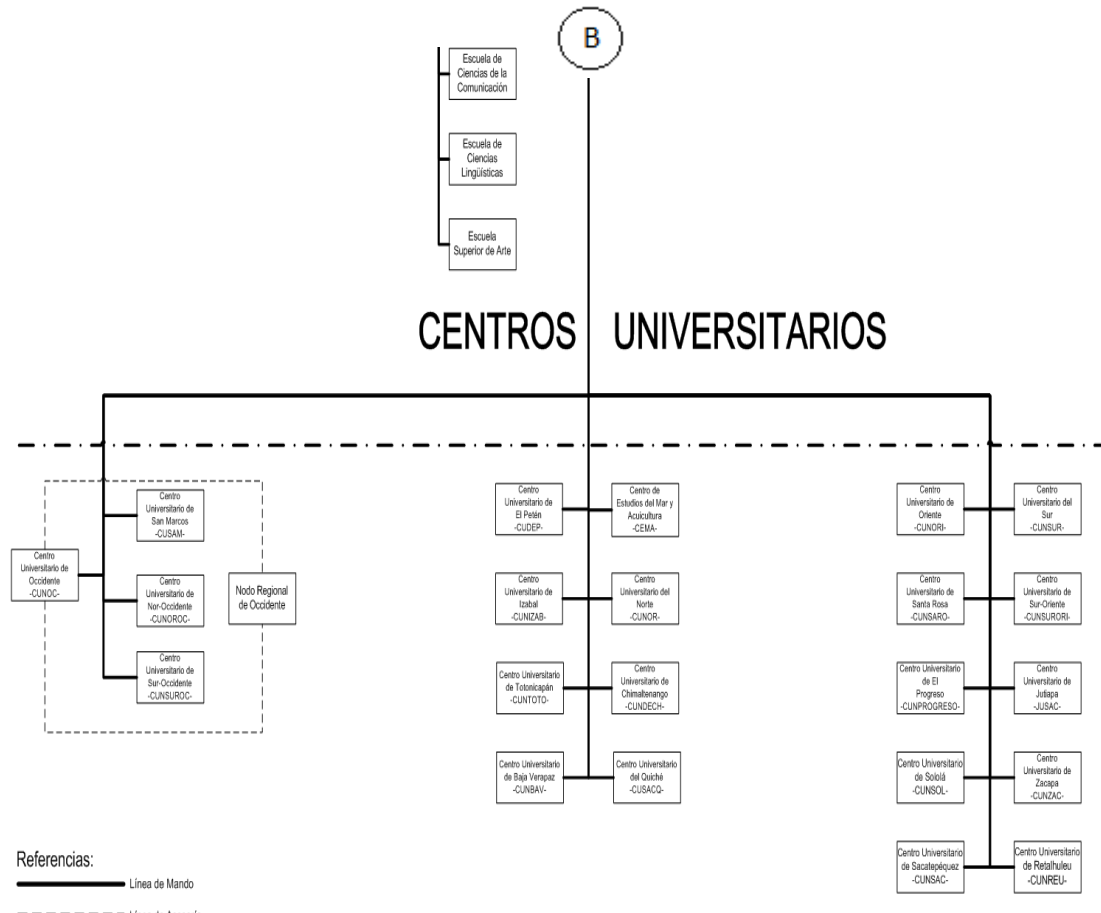 B
Escuela de
Ciencias de la
Comunicación
Escuela de
Ciencias
Lingüísticas
Escuela
Superior de Arte
CENTROS UNIVERSITARIOS
Centro
Universitario de
Occidente
-CUNOC-
Centro
Universitario de
San Marcos
-CUSAM-
Centro
Universitario de
Nor-Occidente
-CUNOROC-
Centro
Universitario de
Sur-Occidente
-CUNSUROC-
Nodo Regional
de Occidente
Centro
Universitario de
El Petén
-CUDEP-
Centro de
Estudios del Mar y
Acuicultura
-CEMA-
Centro
Universitario de
Izabal
-CUNIZAB-
Centro
Universitario del
Norte
-CUNOR-
Centro Universitario
de Totonicapán
-CUNTOTO-
Centro
Universitario de
Chimaltenango
-CUNDECH-
Centro Universitario
de Baja Verapaz
-CUNBAV-
Centro Universitario
del Quiché
-CUSACQ-
Centro
Universitario de
Oriente
-CUNORI-
Centro
Universitario del
Sur
-CUNSUR-
Centro
Universitario de
Santa Rosa
-CUNSARO-
Centro
Universitario de
Sur-Oriente
-CUNSURORI-
Centro Universitario
de El
Progreso
-CUNPROGRESO-
Centro
Universitario de
Jutiapa
-JUSAC-
Centro Universitario
de Sololá
-CUNSOL-
Centro
Universitario de
Zacapa
-CUNZAC-
Centro Universitario
de Sacatepéquez
-CUNSAC-
Centro Universitario
de Retalhuleu
-CUNREU-
Referencias:
Línea de Mando